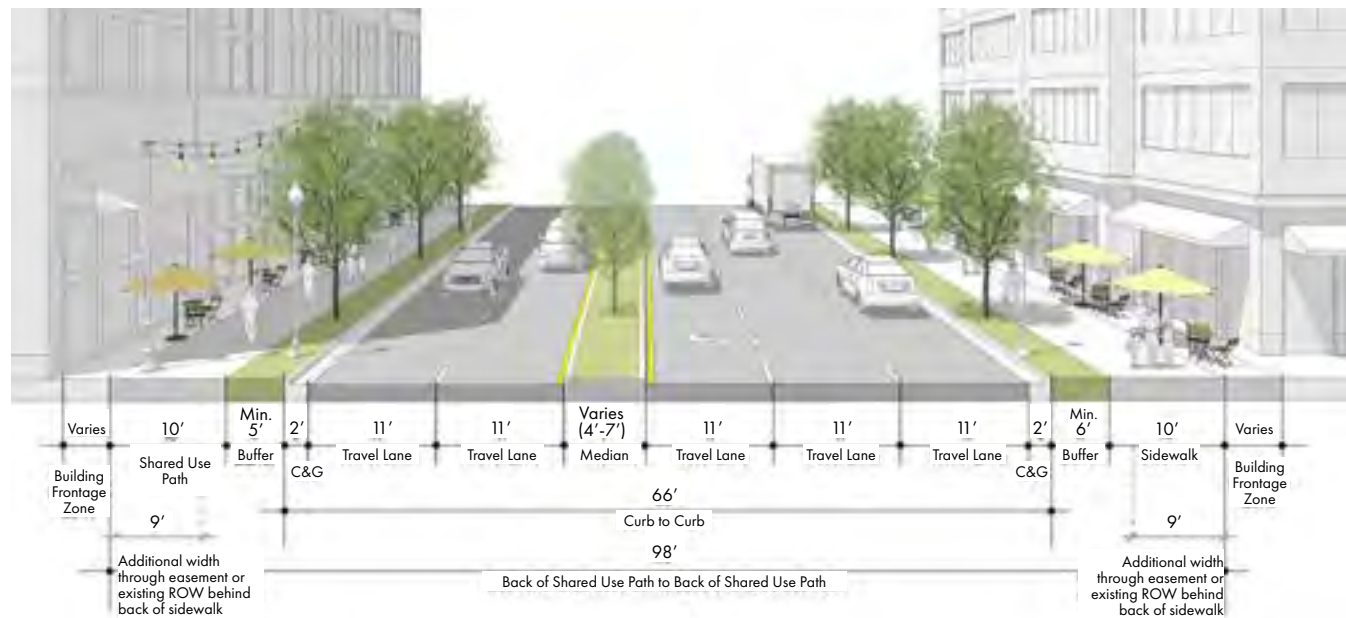 Varies
10′
Min.
5′
2′
11′
11′
Varies
(4′-7′)
11′
11′
11′
2′
Min.
6′
10′
Varies
Building
Frontage
Zone
Shared Use
Path
Buffer
C&G
Travel Lane
Travel Lane
Median
Travel Lane
Travel Lane
Travel Lane
C&G
Buffer
Sidewalk
Building
Frontage
Zone
66′
Curb to Curb
9′
9′
98′
Back of Shared Use Path to Back of Shared Use Path
Additional width
through easement or
existing ROW behind
back of sidewalk
Additional width
through easement or
existing ROW behind
back of sidewalk